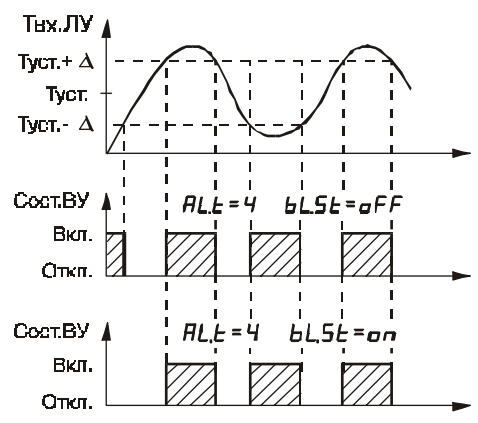 Твх.ЛУ
Туст.+ Δ
Туст.
Туст.- Δ
Сост.ВУ
AL.t=4 bL.St=oFF
Вкл.
Откл.
Сост.ВУ
AL.t=4 bL.St=on
Вкл.
Откл.